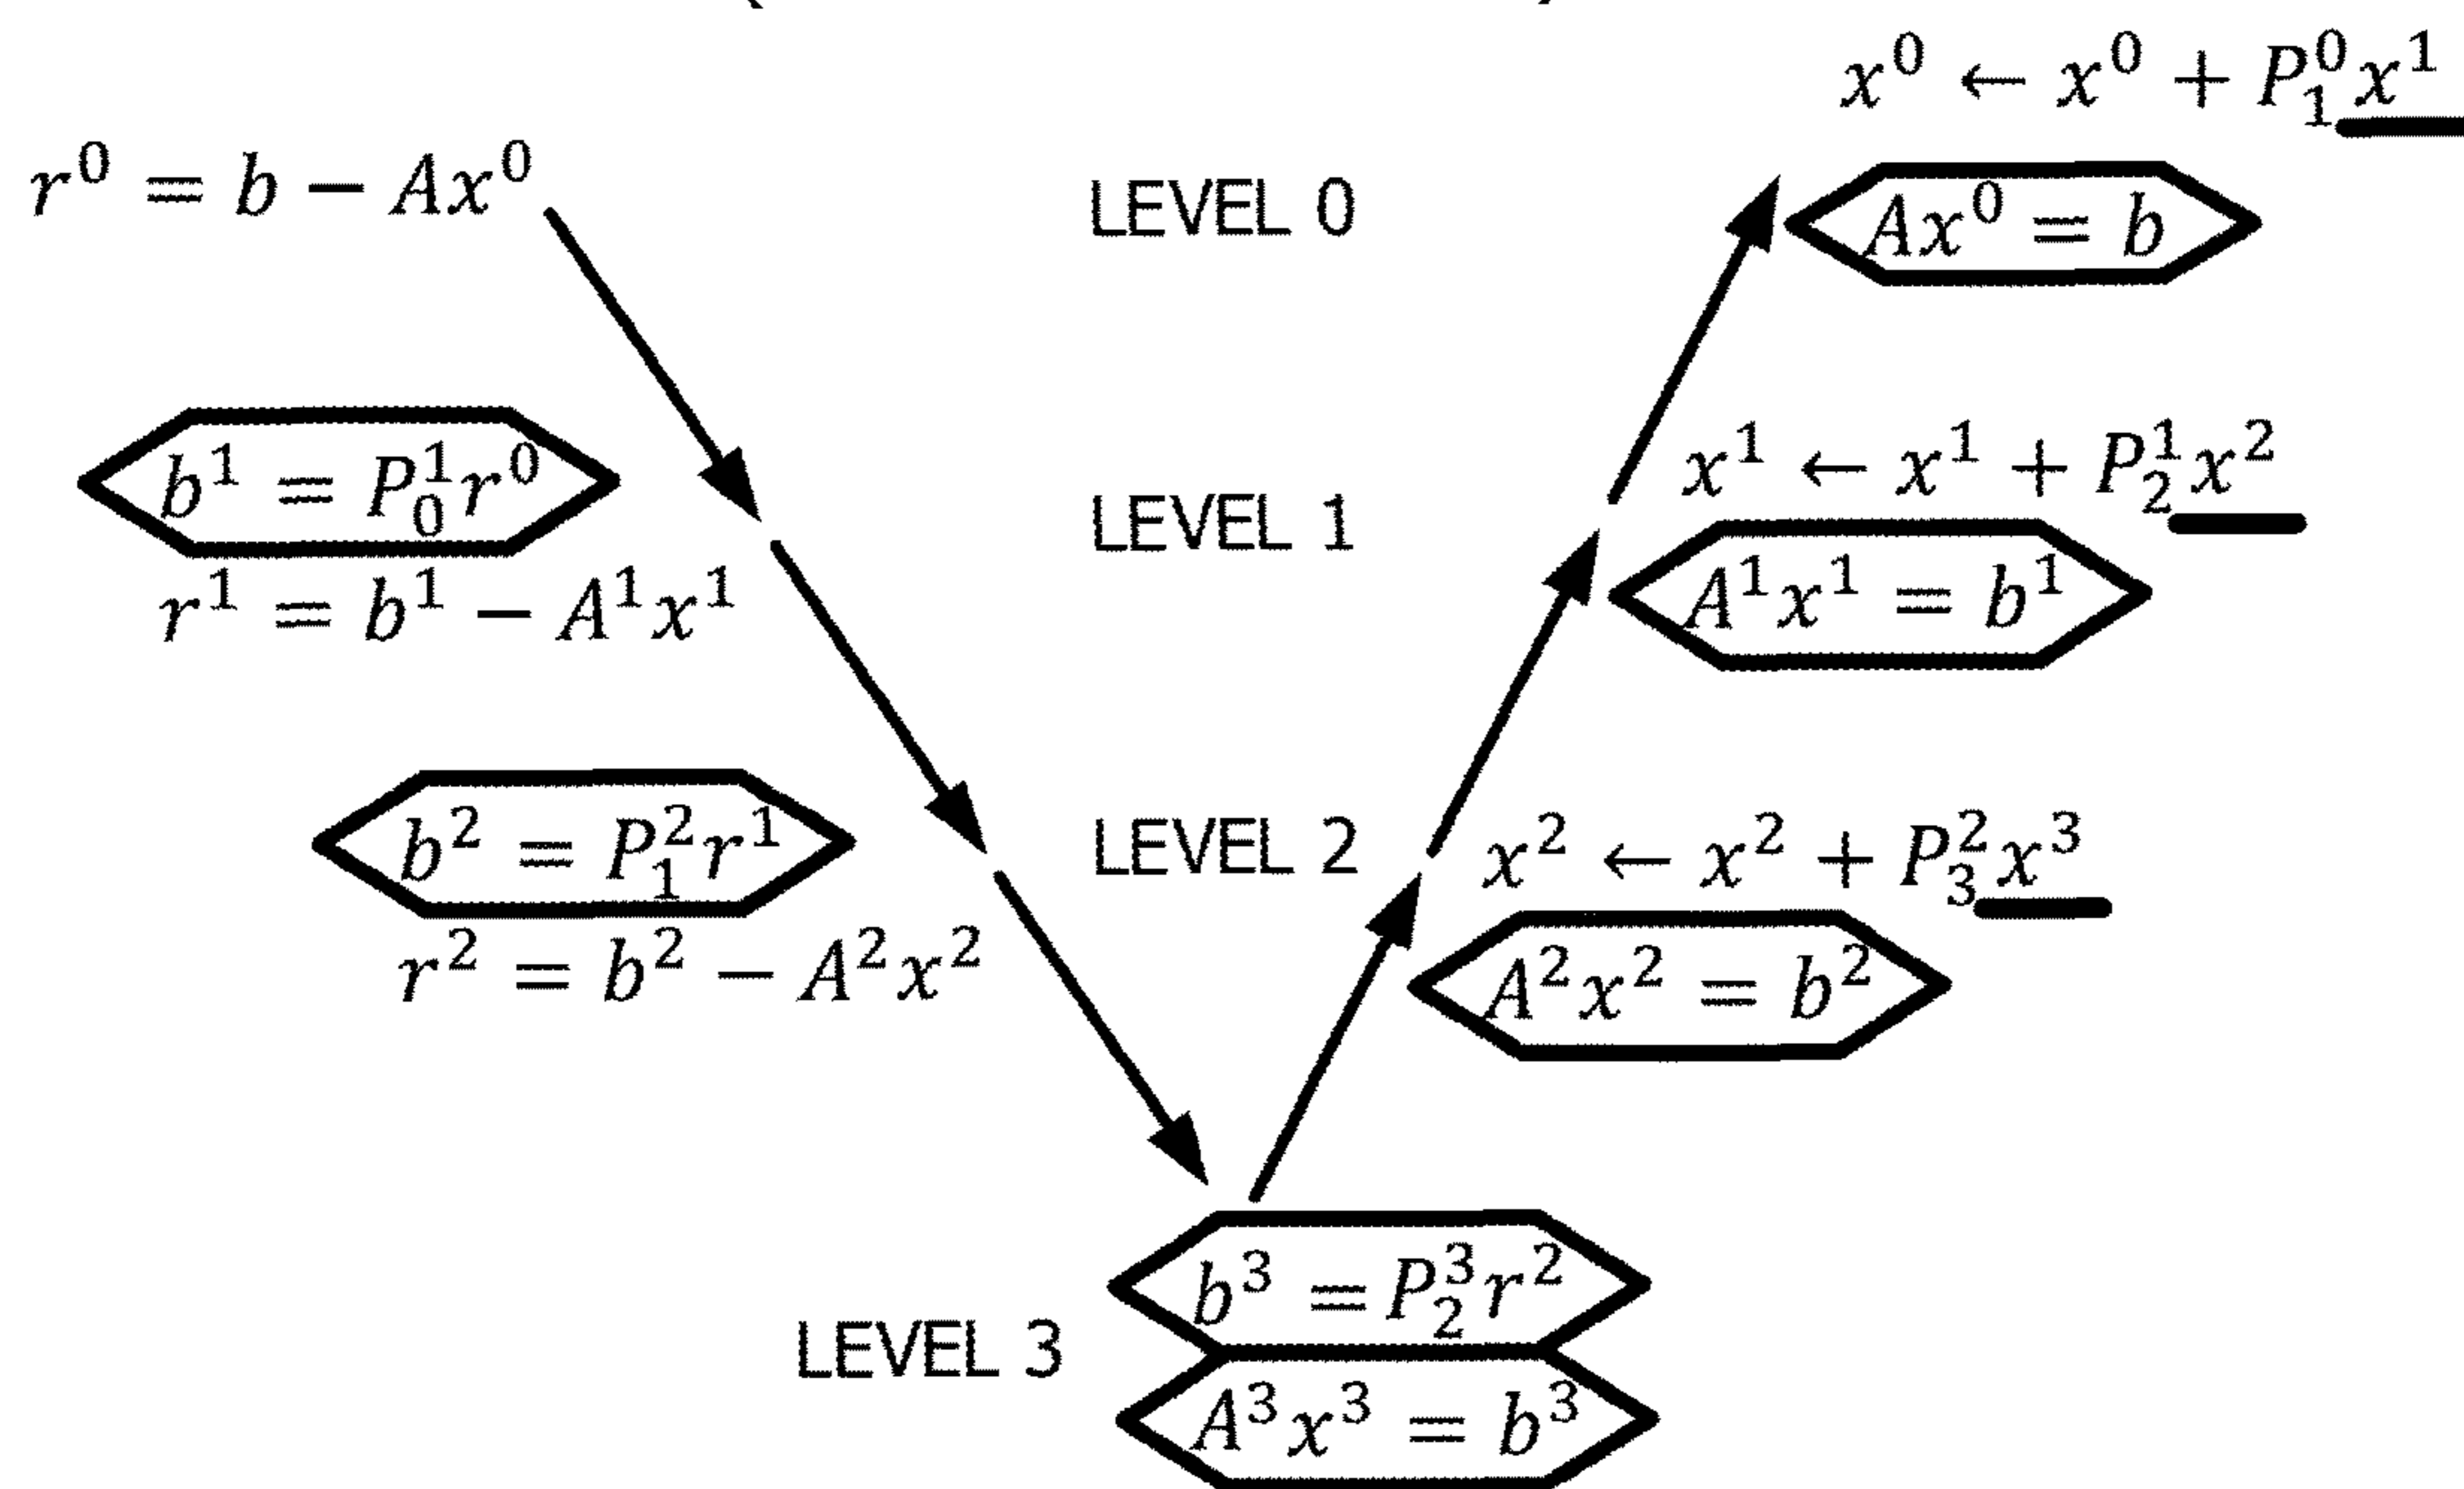 x⁰ ← x⁰ + P₁⁰x¹
r⁰ = b − Ax⁰
LEVEL 0
Ax⁰ = b
b¹ = P₀¹r⁰
r¹ = b¹ − A¹x¹
LEVEL 1
x¹ ← x¹ + P₂¹x²
A¹x¹ = b¹
b² = P₁²r¹
r² = b² − A²x²
LEVEL 2
x² ← x² + P₃²x³
A²x² = b²
LEVEL 3
b³ = P₂³r²
A³x³ = b³